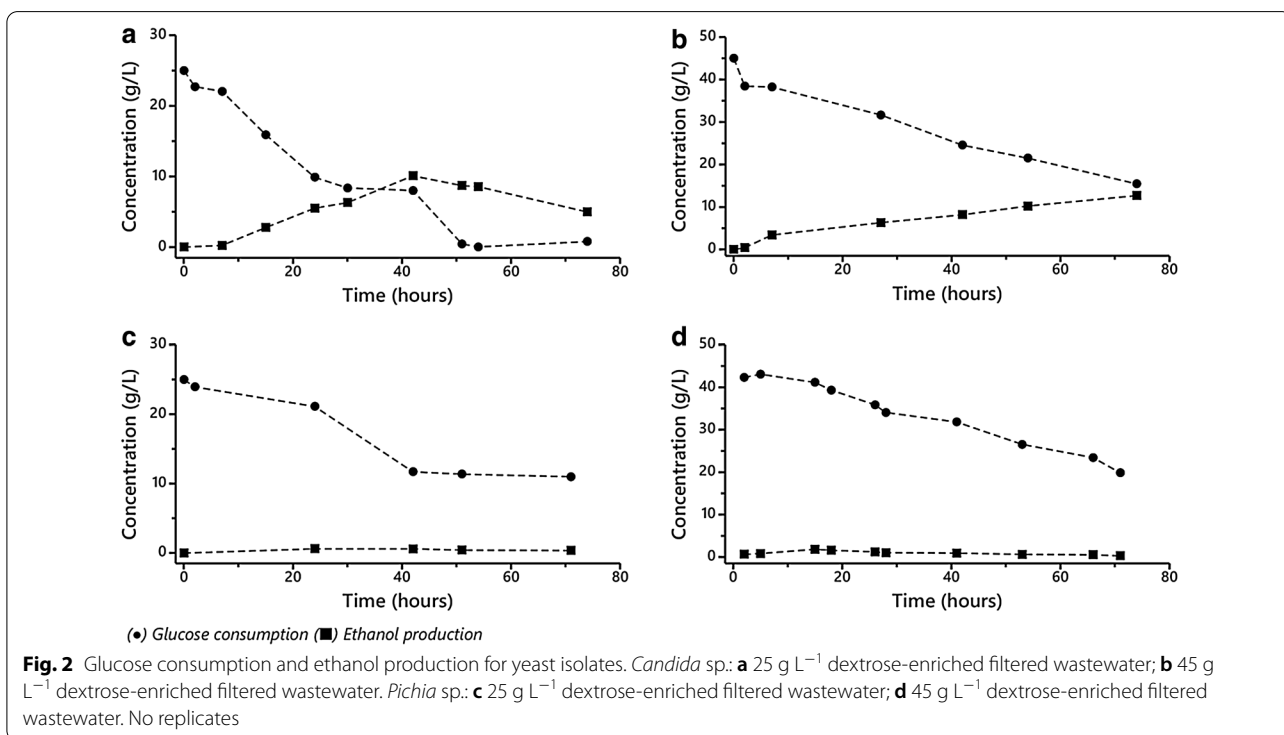 a
b
30
20
10
0
Concentration (g/L)
0 20 40 60 80
Time (hours)
50
40
30
20
10
0
Concentration (g/L)
0 20 40 60 80
Time (hours)
c
d
30
20
10
0
Concentration (g/L)
0 20 40 60 80
Time (hours)
50
40
30
20
10
0
Concentration (g/L)
0 20 40 60 80
Time (hours)
(●) Glucose consumption (■) Ethanol production
Fig. 2 Glucose consumption and ethanol production for yeast isolates. Candida sp.: a 25 g L⁻¹ dextrose-enriched filtered wastewater; b 45 g
L⁻¹ dextrose-enriched filtered wastewater. Pichia sp.: c 25 g L⁻¹ dextrose-enriched filtered wastewater; d 45 g L⁻¹ dextrose-enriched filtered
wastewater. No replicates